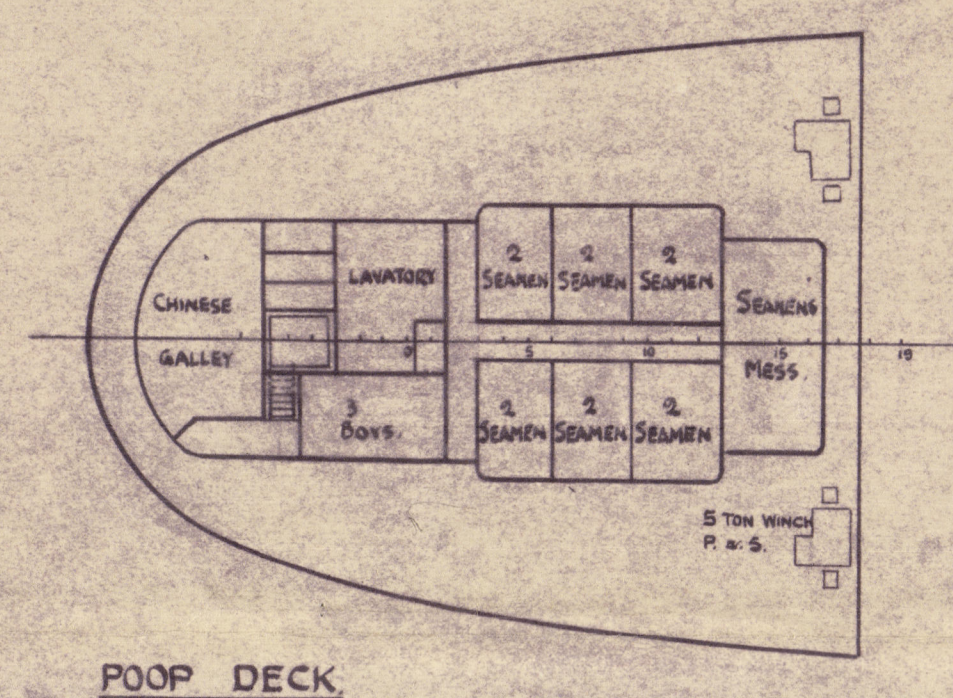 CHINESE
GALLEY
LAVATORY
3
BOYS.
2
SEAMEN
2
SEAMEN
2
SEAMEN
2
SEAMEN
2
SEAMEN
2
SEAMEN
SEAMENS
MESS.
0 5 10 15 19
5 TON WINCH
P. & S.
POOP DECK.